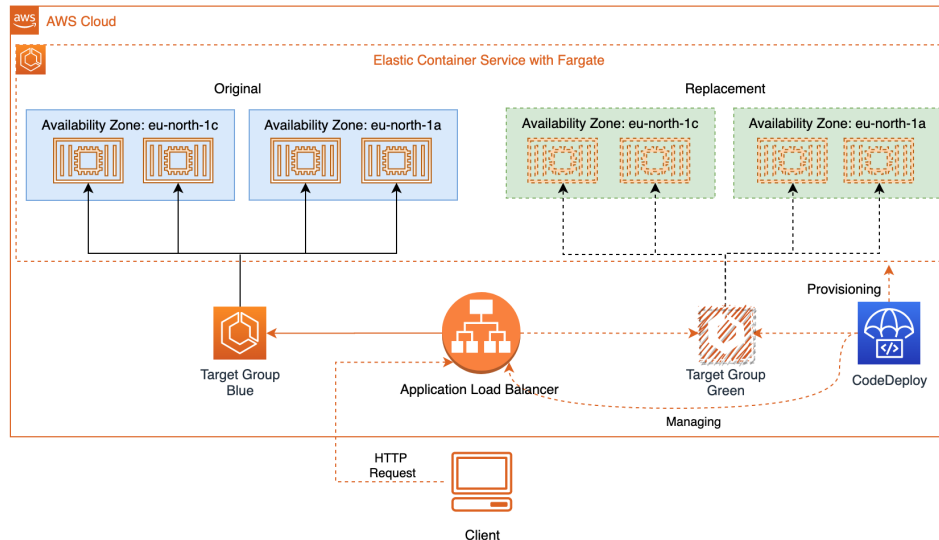 aws
AWS Cloud
Elastic Container Service with Fargate
Original
Replacement
Availability Zone: eu-north-1c
Availability Zone: eu-north-1a
Availability Zone: eu-north-1c
Availability Zone: eu-north-1a
Provisioning
Target Group
Blue
Application Load Balancer
Target Group
Green
</>
CodeDeploy
Managing
HTTP
Request
Client